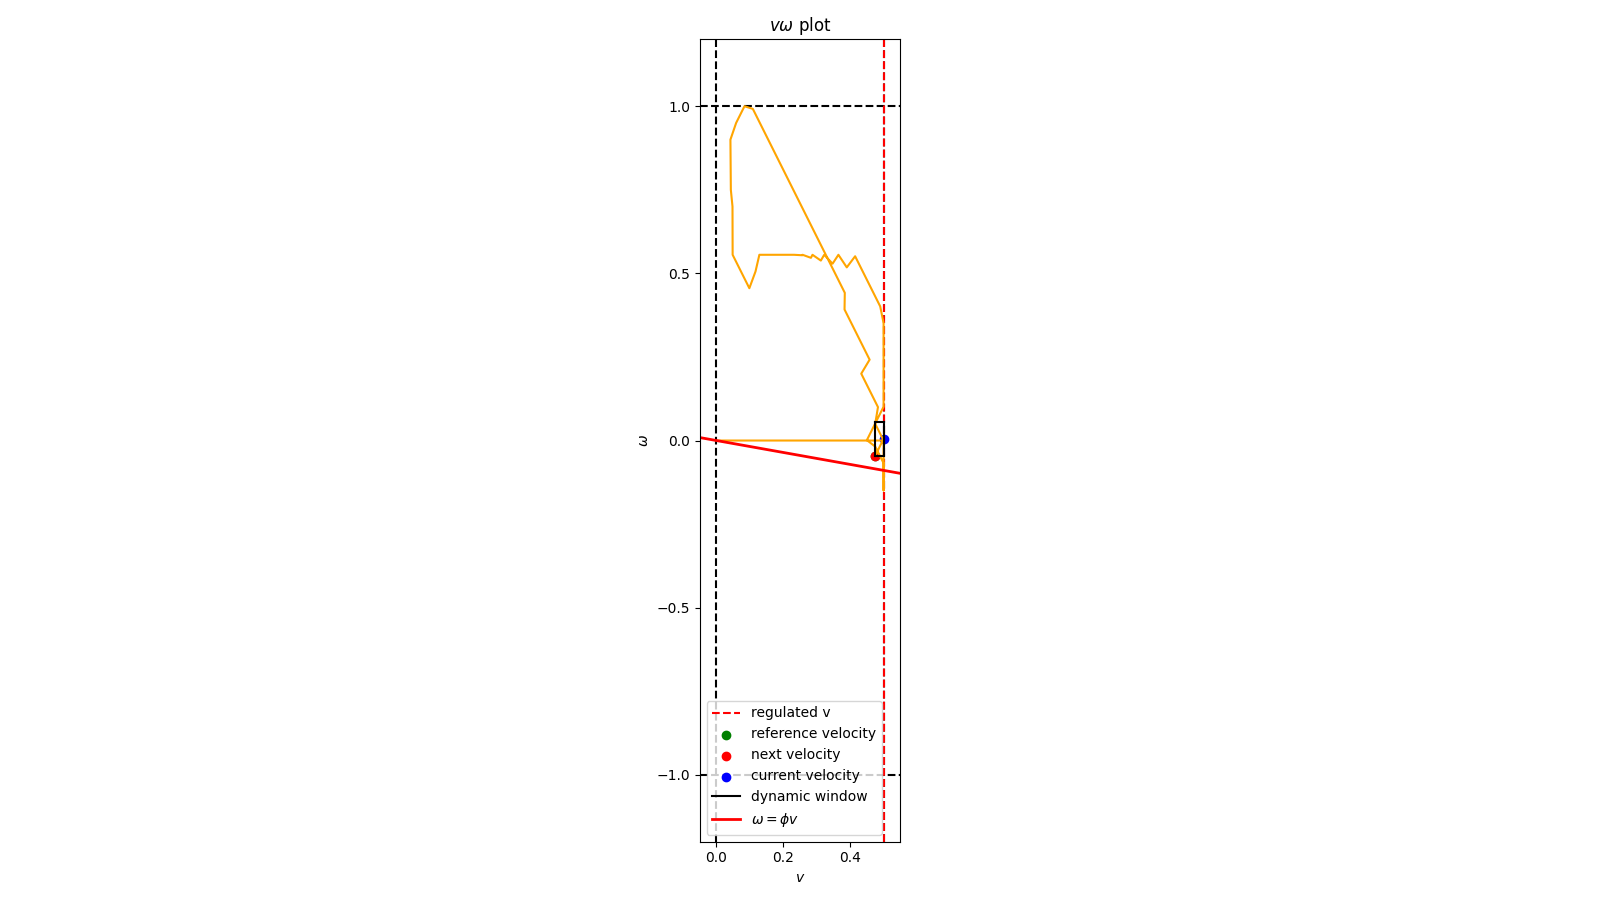 vω plot
1.0
0.5
0.0
−0.5
−1.0
ω
regulated v
reference velocity
next velocity
current velocity
dynamic window
ω = ϕv
0.0 0.2 0.4
v